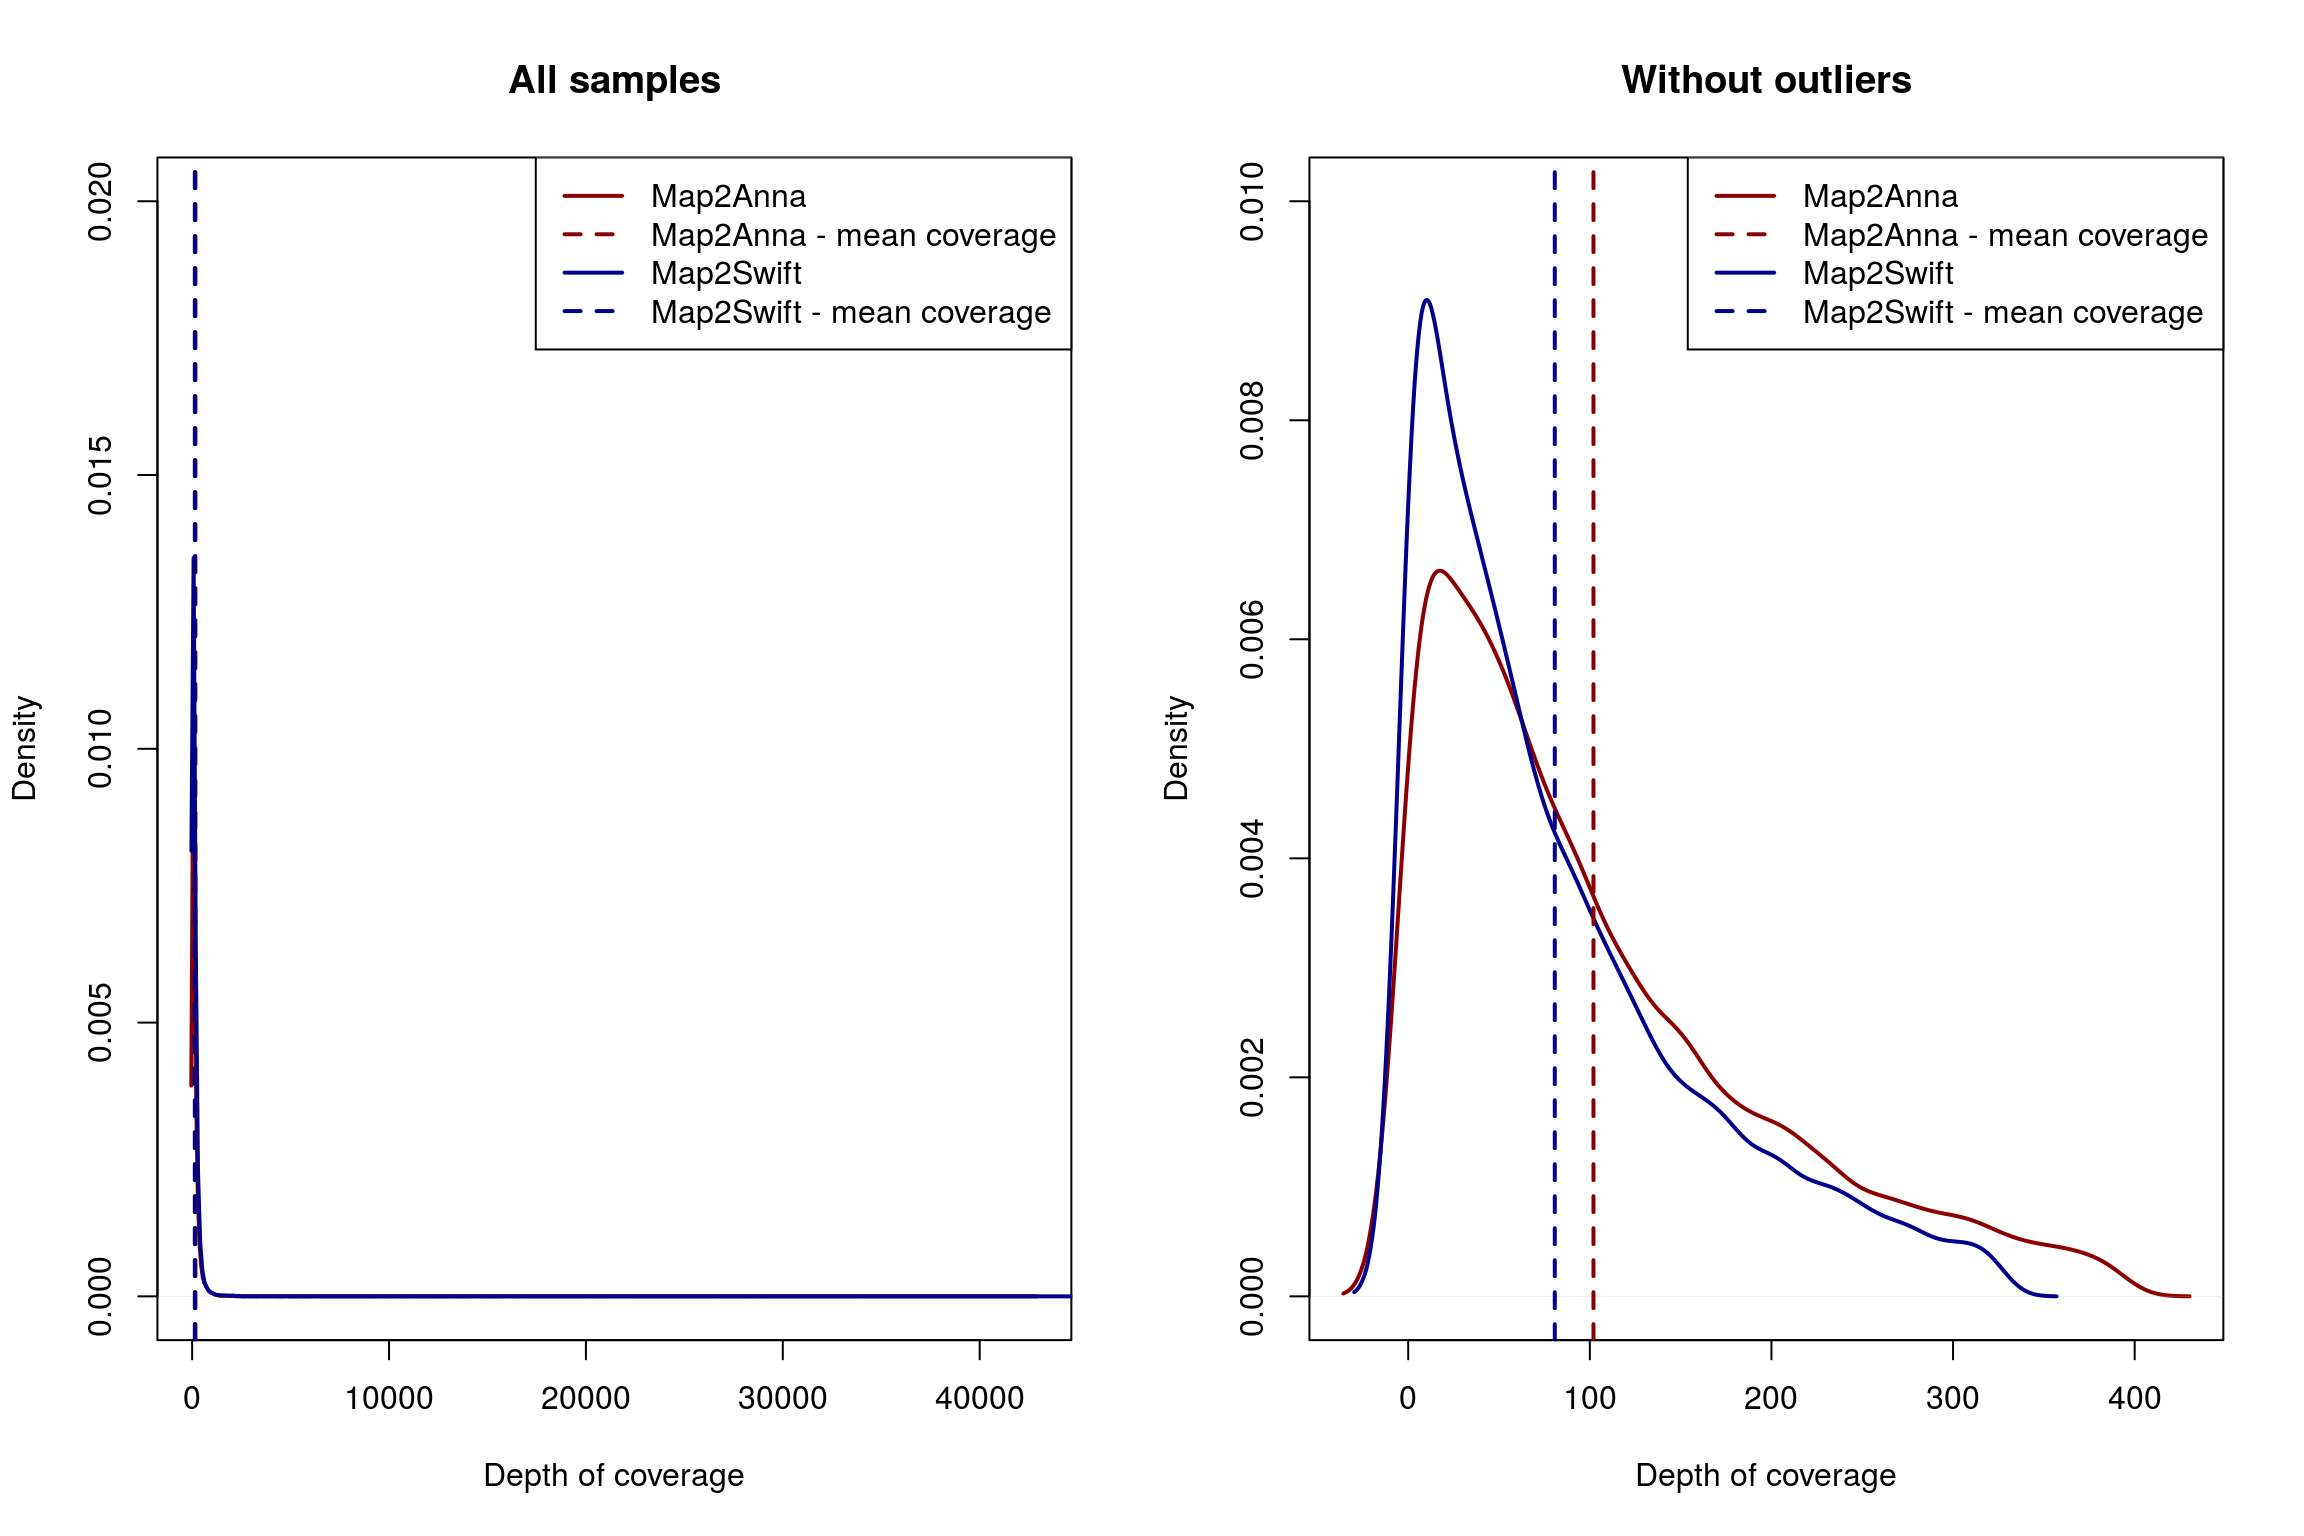 All samples
Map2Anna
Map2Anna - mean coverage
Map2Swift
Map2Swift - mean coverage
0.020
0.015
0.010
0.005
0.000
Density
0
10000
20000
30000
40000
Depth of coverage
Without outliers
Map2Anna
Map2Anna - mean coverage
Map2Swift
Map2Swift - mean coverage
0.010
0.008
0.006
0.004
0.002
0.000
Density
0
100
200
300
400
Depth of coverage